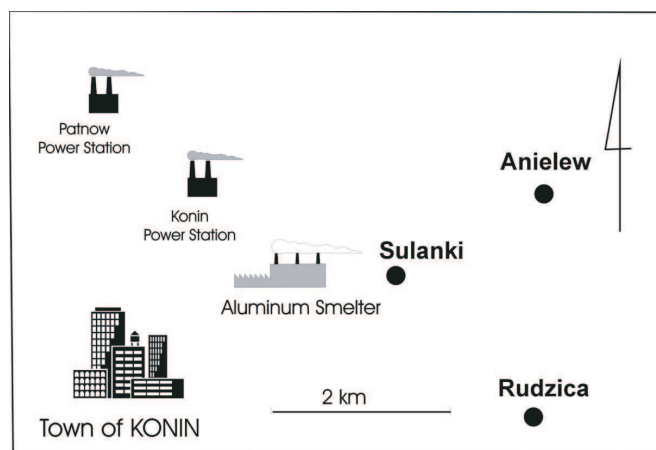 Patnow
Power Station
Konin
Power Station
Anielew
Sulanki
Aluminum Smelter
2 km
Rudzica
Town of KONIN